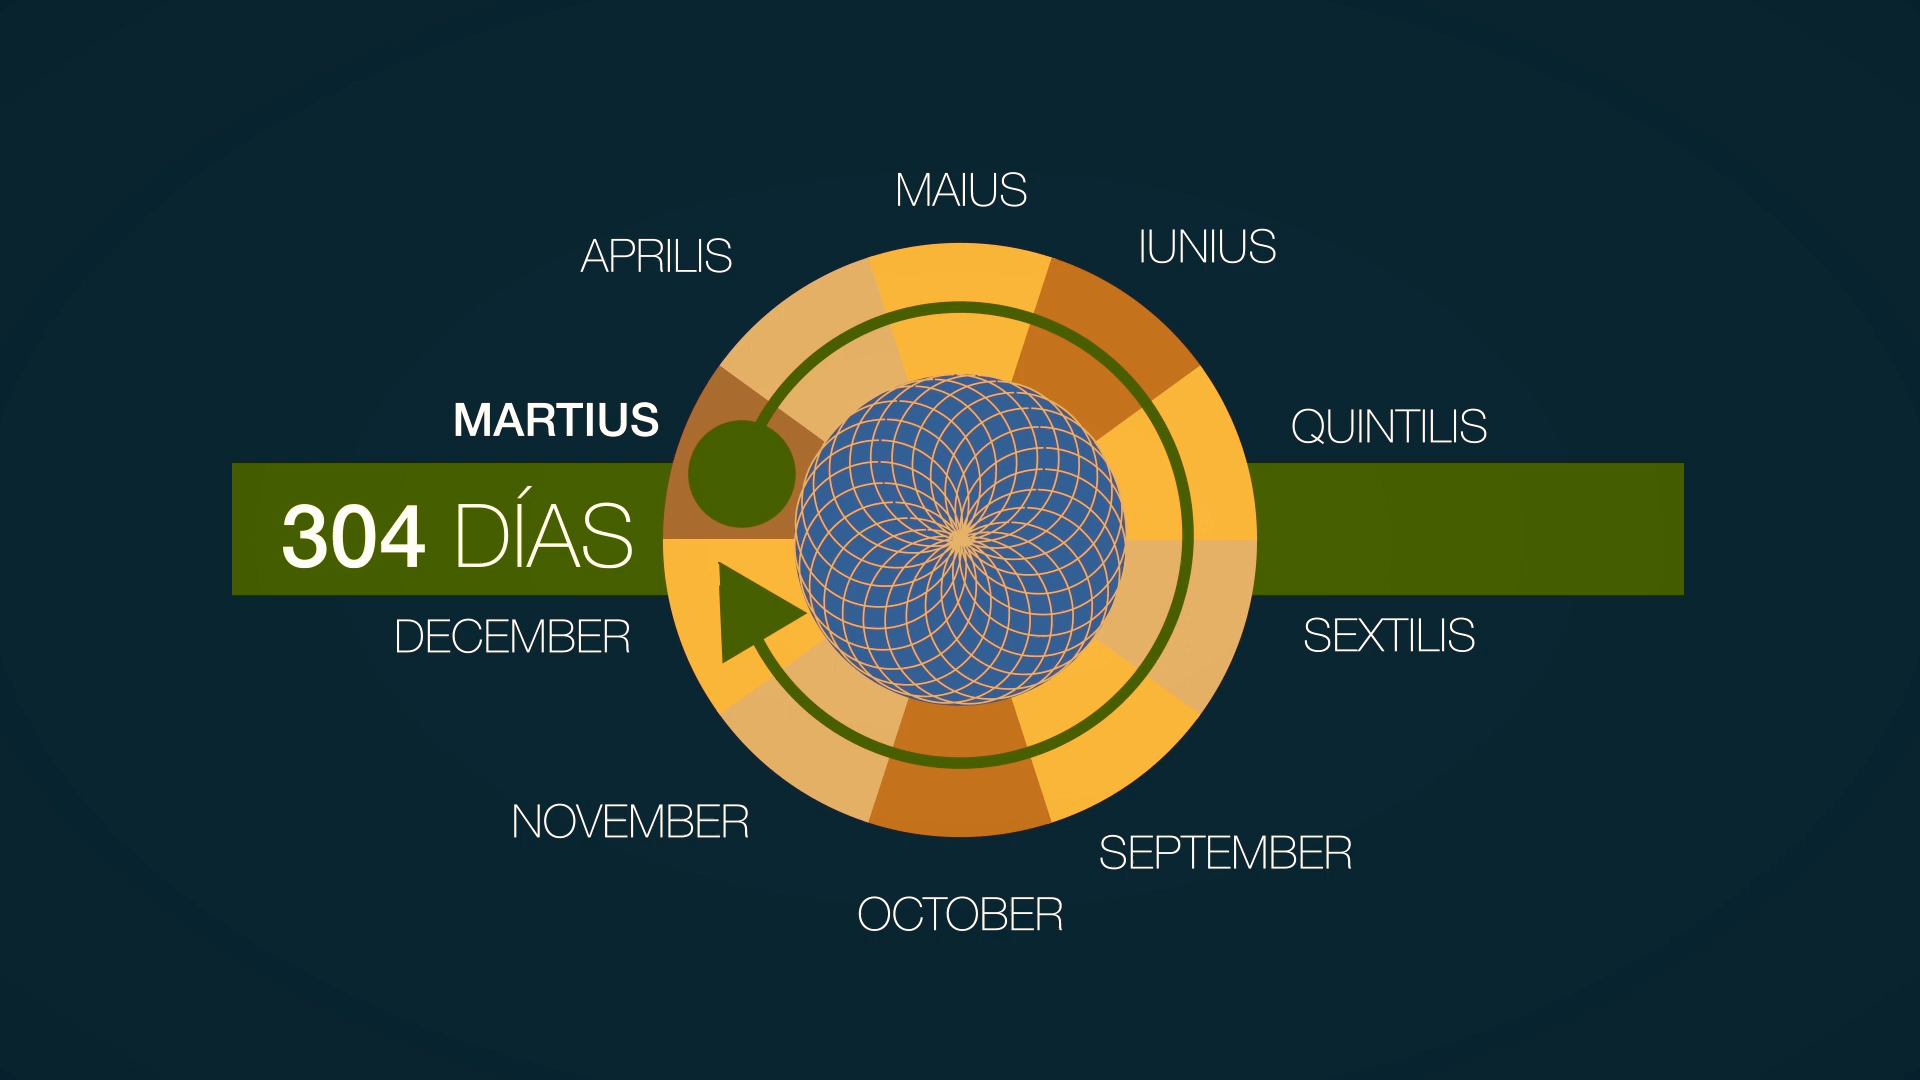 MAIUS
APRILIS
IUNIUS
MARTIUS
QUINTILIS
304 DÍAS
DECEMBER
SEXTILIS
NOVEMBER
SEPTEMBER
OCTOBER